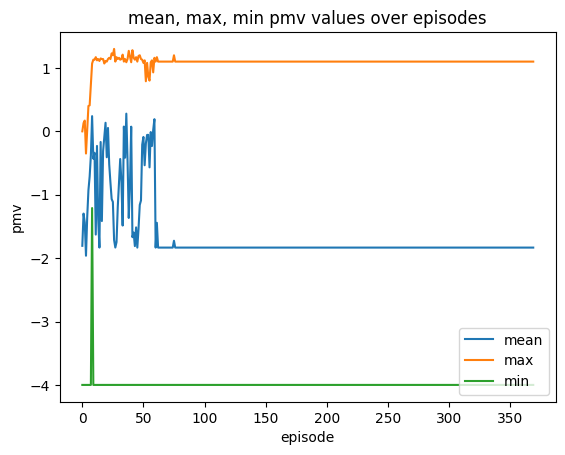 mean, max, min pmv values over episodes
1
0
−1
−2
−3
−4
pmv
0 50 100 150 200 250 300 350
episode
mean
max
min